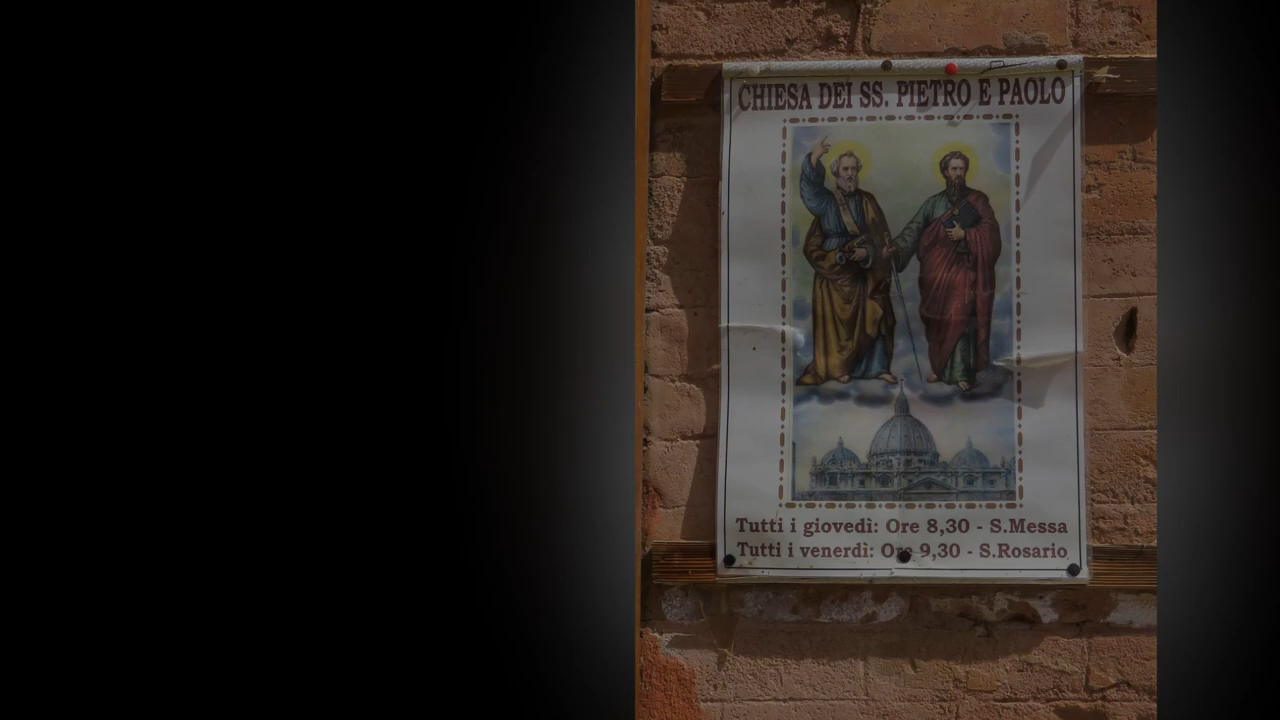 CHIESA DEI SS. PIETRO E PAOLO
Tutti i giovedì: Ore 8,30 - S.Messa
Tutti i venerdì: Ore 9,30 - S.Rosario